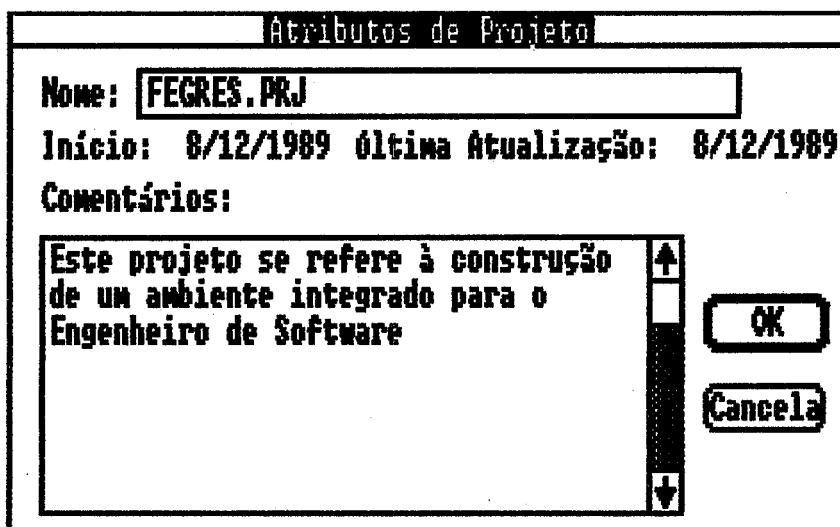 Atributos de Projeto
Nome: FEGRES.PRJ
Início: 8/12/1989 última Atualização: 8/12/1989
Comentários:
Este projeto se refere à construção
de um ambiente integrado para o
Engenheiro de Software
OK
Cancela